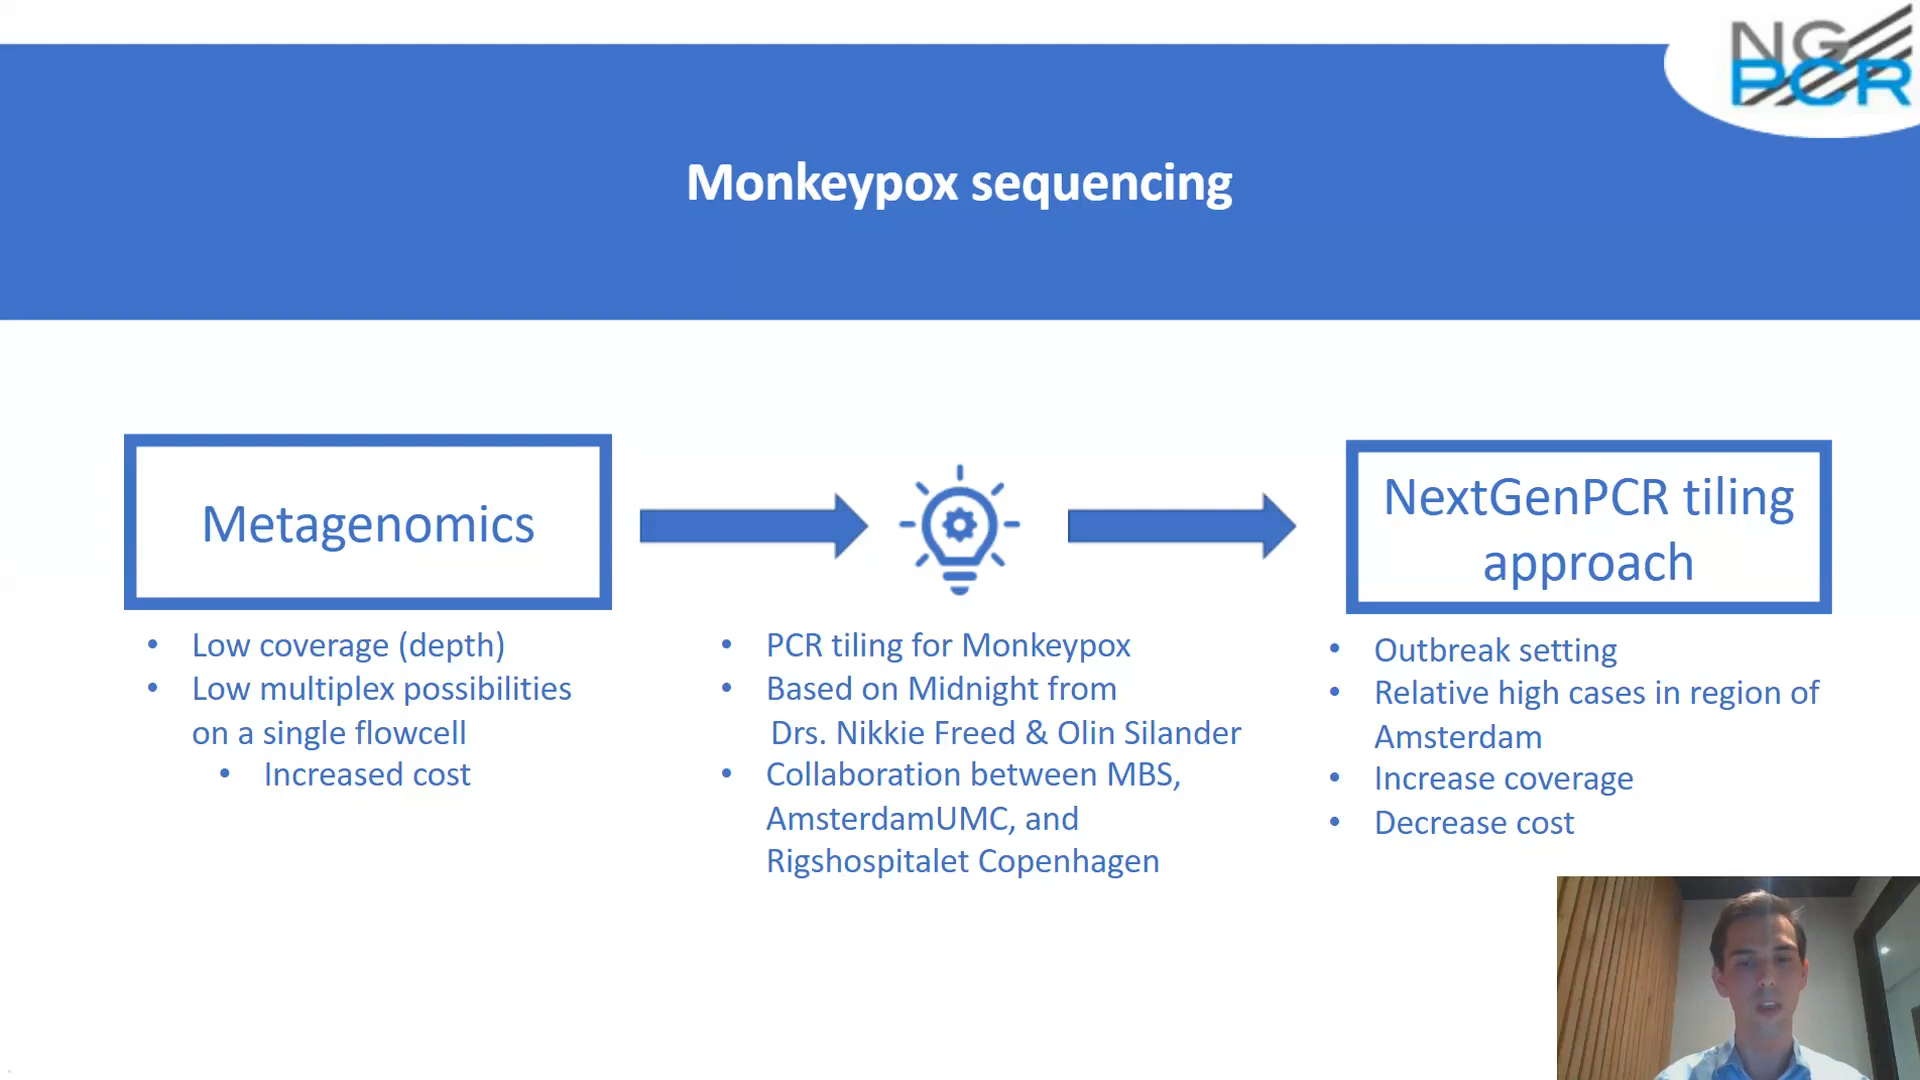 NG
PCR
Monkeypox sequencing
Metagenomics
• Low coverage (depth)
• Low multiplex possibilities
on a single flowcell
• Increased cost
• PCR tiling for Monkeypox
• Based on Midnight from
Drs. Nikkie Freed & Olin Silander
• Collaboration between MBS,
AmsterdamUMC, and
Rigshospitalet Copenhagen
NextGenPCR tiling
approach
• Outbreak setting
• Relative high cases in region of
Amsterdam
• Increase coverage
• Decrease cost